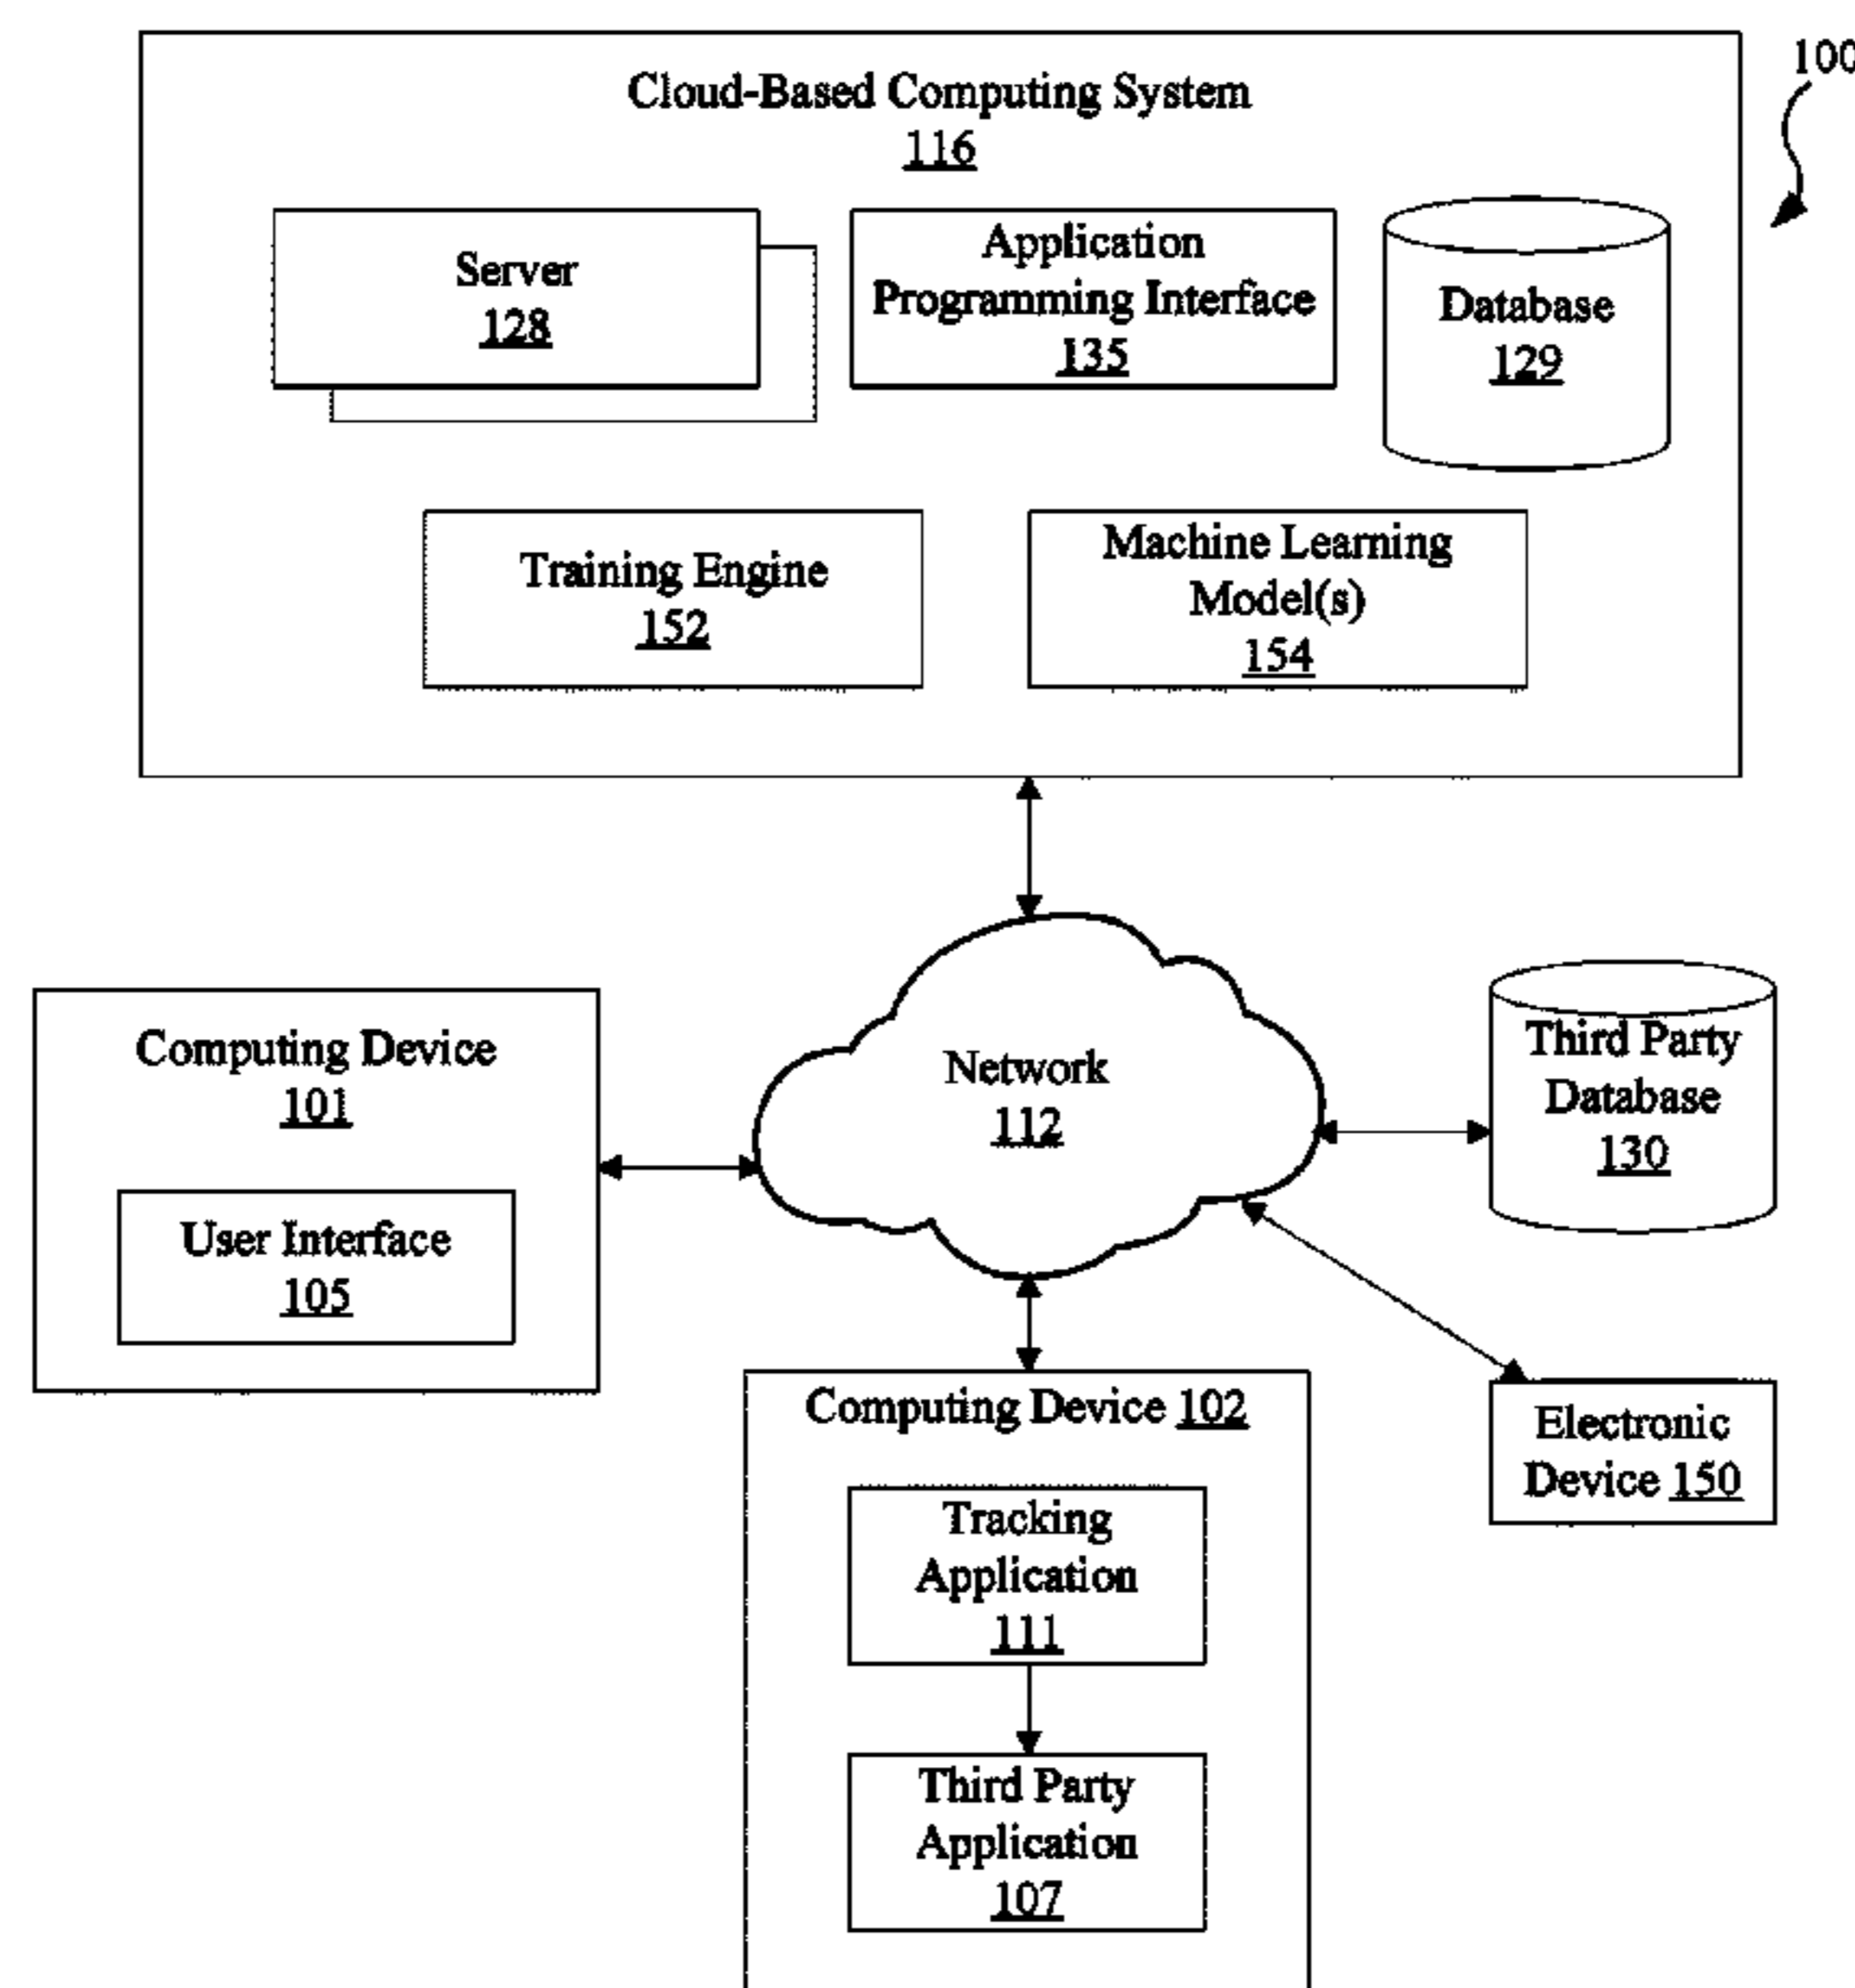 100
Cloud-Based Computing System
116
Server
128
Application
Programming Interface
135
Database
129
Training Engine
152
Machine Learning
Model(s)
154
Computing Device
101
User Interface
105
Network
112
Third Party
Database
130
Computing Device 102
Tracking
Application
111
Third Party
Application
107
Electronic
Device 150